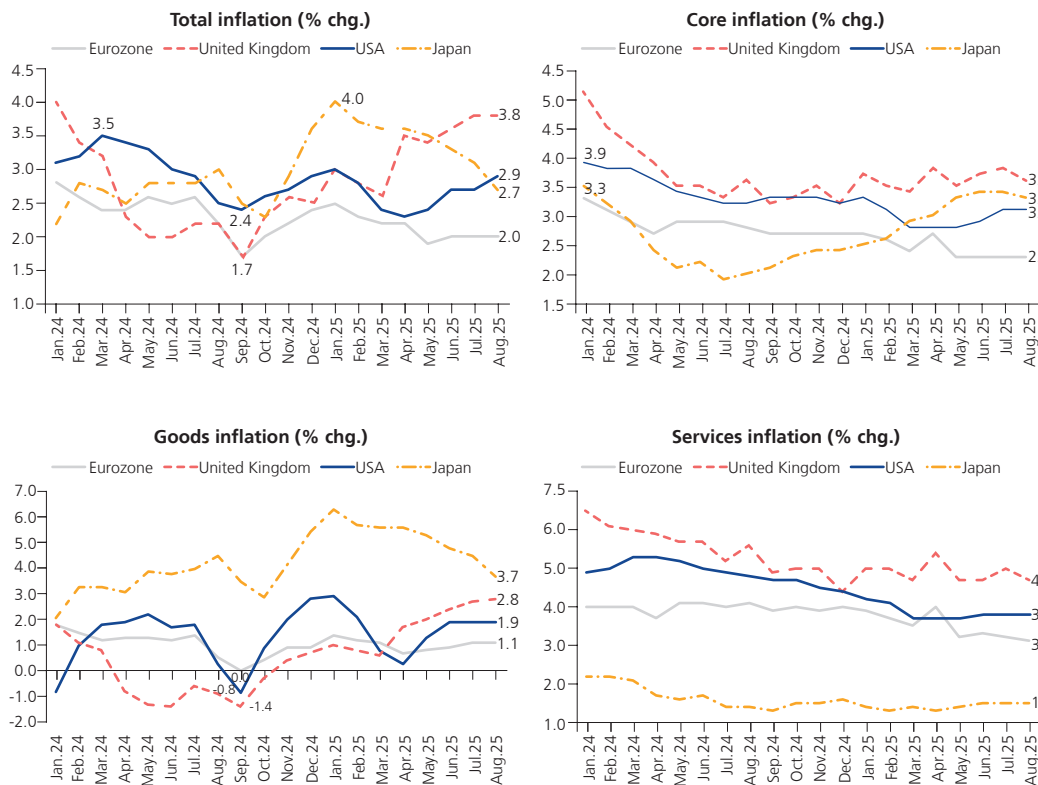 Total inflation (% chg.)
Eurozone United Kingdom USA Japan
4.5
4.0
3.5
3.0
2.5
2.0
1.5
1.0
3.5
2.4
1.7
4.0
3.8
2.9
2.7
2.0
Jan.24
Feb.24
Mar.24
Apr.24
May.24
Jun.24
Jul.24
Aug.24
Sep.24
Oct.24
Nov.24
Dec.24
Jan.25
Feb.25
Mar.25
Apr.25
May.25
Jun.25
Jul.25
Aug.25
Core inflation (% chg.)
Eurozone United Kingdom USA Japan
4.5
5.0
4.5
4.0
3.5
3.0
2.5
2.0
1.5
3.9
3.3
3
3
3
2
Jan.24
Feb.24
Mar.24
Apr.24
May.24
Jun.24
Jul.24
Aug.24
Sep.24
Oct.24
Nov.24
Dec.24
Jan.25
Feb.25
Mar.25
Apr.25
May.25
Jun.25
Jul.25
Aug.25
Goods inflation (% chg.)
Eurozone United Kingdom USA Japan
7.0
6.0
5.0
4.0
3.0
2.0
1.0
0.0
-1.0
-2.0
0.0
-0.8
-1.4
3.7
2.8
1.9
1.1
Jan.24
Feb.24
Mar.24
Apr.24
May.24
Jun.24
Jul.24
Aug.24
Sep.24
Oct.24
Nov.24
Dec.24
Jan.25
Feb.25
Mar.25
Apr.25
May.25
Jun.25
Jul.25
Aug.25
Services inflation (% chg.)
Eurozone United Kingdom USA Japan
7.5
6.0
5.0
4.0
3.0
2.0
1.0
4
3
3
1
Jan.24
Feb.24
Mar.24
Apr.24
May.24
Jun.24
Jul.24
Aug.24
Sep.24
Oct.24
Nov.24
Dec.24
Jan.25
Feb.25
Mar.25
Apr.25
May.25
Jun.25
Jul.25
Aug.25